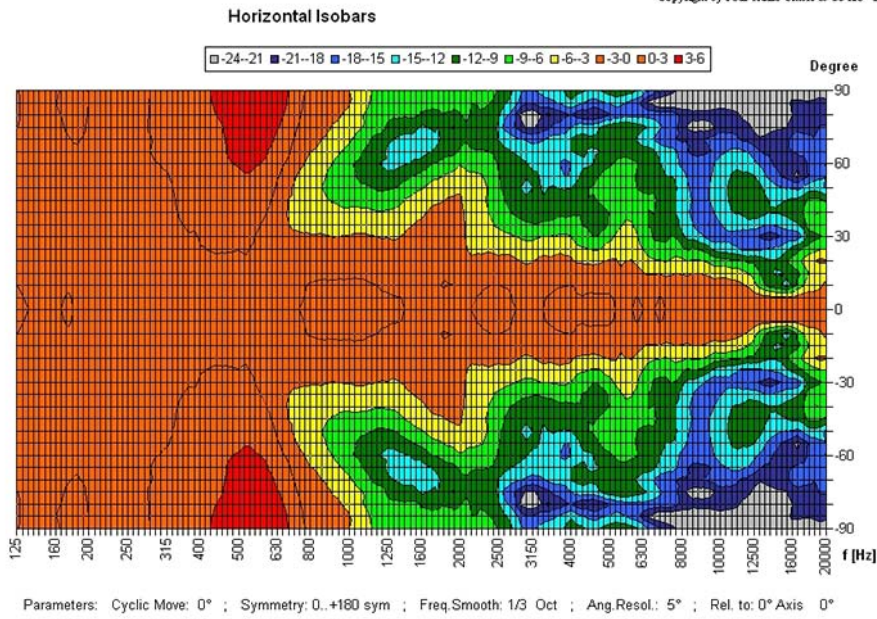 Horizontal Isobars
-24--21 -21--18 -18--15 -15--12 -12--9 -9--6 -6--3 -3-0 0-3 3-6
Degree
90
60
30
0
-30
-60
-90
125 160 200 250 315 400 500 630 800 1000 1250 1600 2000 2500 3150 4000 5000 6300 8000 10000 12500 16000 20000 f [Hz]
Parameters: Cyclic Move: 0° ; Symmetry: 0..+180 sym ; Freq.Smooth: 1/3 Oct ; Ang.Resol.: 5° ; Rel. to: 0° Axis 0°